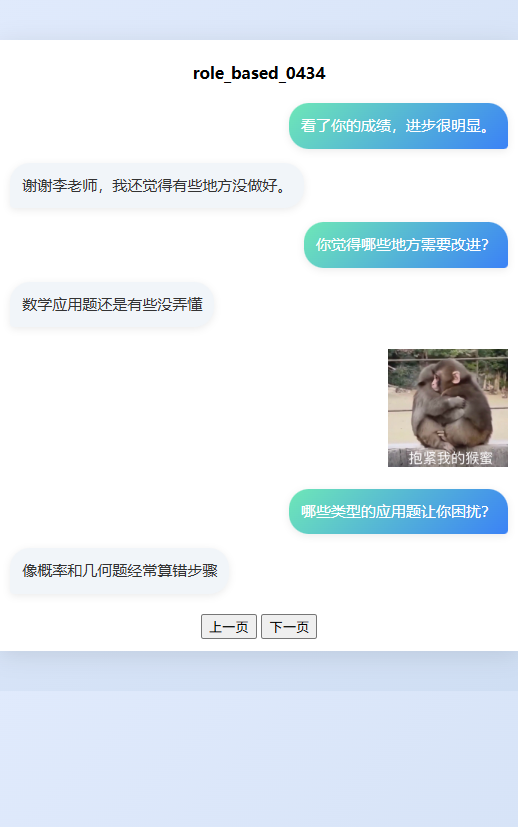 role_based_0434
看了你的成绩，进步很明显。
谢谢李老师，我还觉得有些地方没做好。
你觉得哪些地方需要改进？
数学应用题还是有些没弄懂
抱紧我的猴蜜
哪些类型的应用题让你困扰？
像概率和几何题经常算错步骤
上一页 下一页